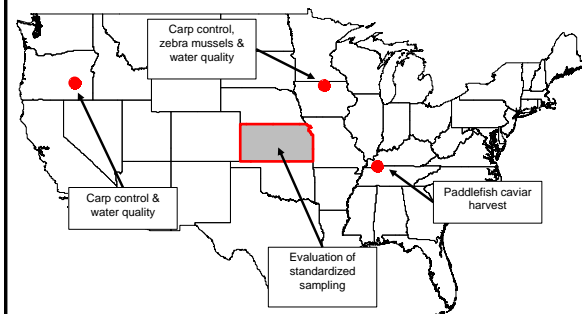 Carp control,
zebra mussels &
water quality
Carp control &
water quality
Paddlefish caviar
harvest
Evaluation of
standardized
sampling